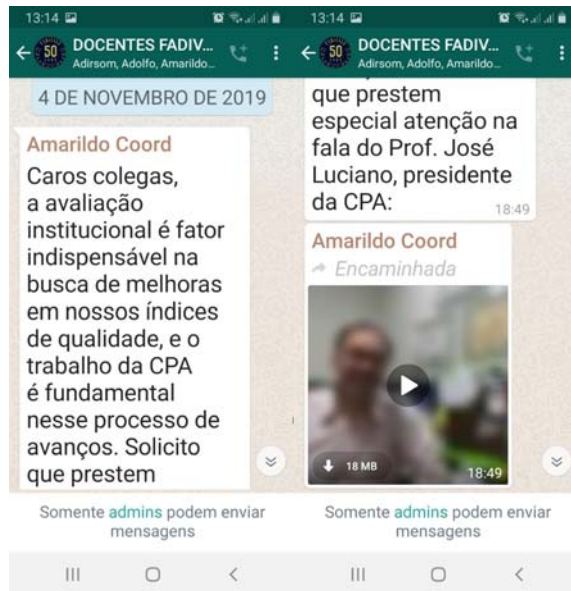 13:14
50
DOCENTES FADIV...
Adirsom, Adolfo, Amarildo...
4 DE NOVEMBRO DE 2019
Amarildo Coord
Caros colegas,
a avaliação
institucional é fator
indispensável na
busca de melhoras
em nossos índices
de qualidade, e o
trabalho da CPA
é fundamental
nesse processo de
avanços. Solicito
que prestem
Somente admins podem enviar
mensagens
13:14
50
DOCENTES FADIV...
Adirsom, Adolfo, Amarildo...
que prestem
especial atenção na
fala do Prof. José
Luciano, presidente
da CPA:
18:49
Amarildo Coord
Encaminhada
18 MB
18:49
Somente admins podem enviar
mensagens